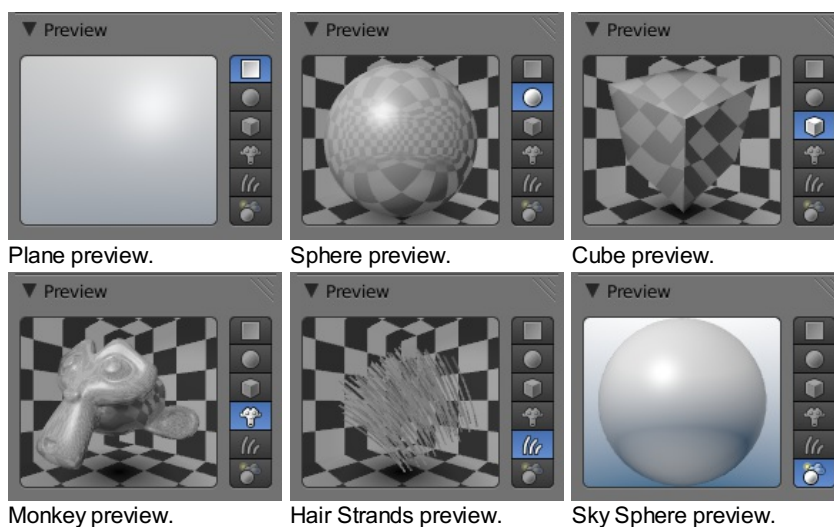 Preview
Preview
Preview
Plane preview.
Sphere preview.
Cube preview.
Preview
Preview
Preview
Monkey preview.
Hair Strands preview.
Sky Sphere preview.